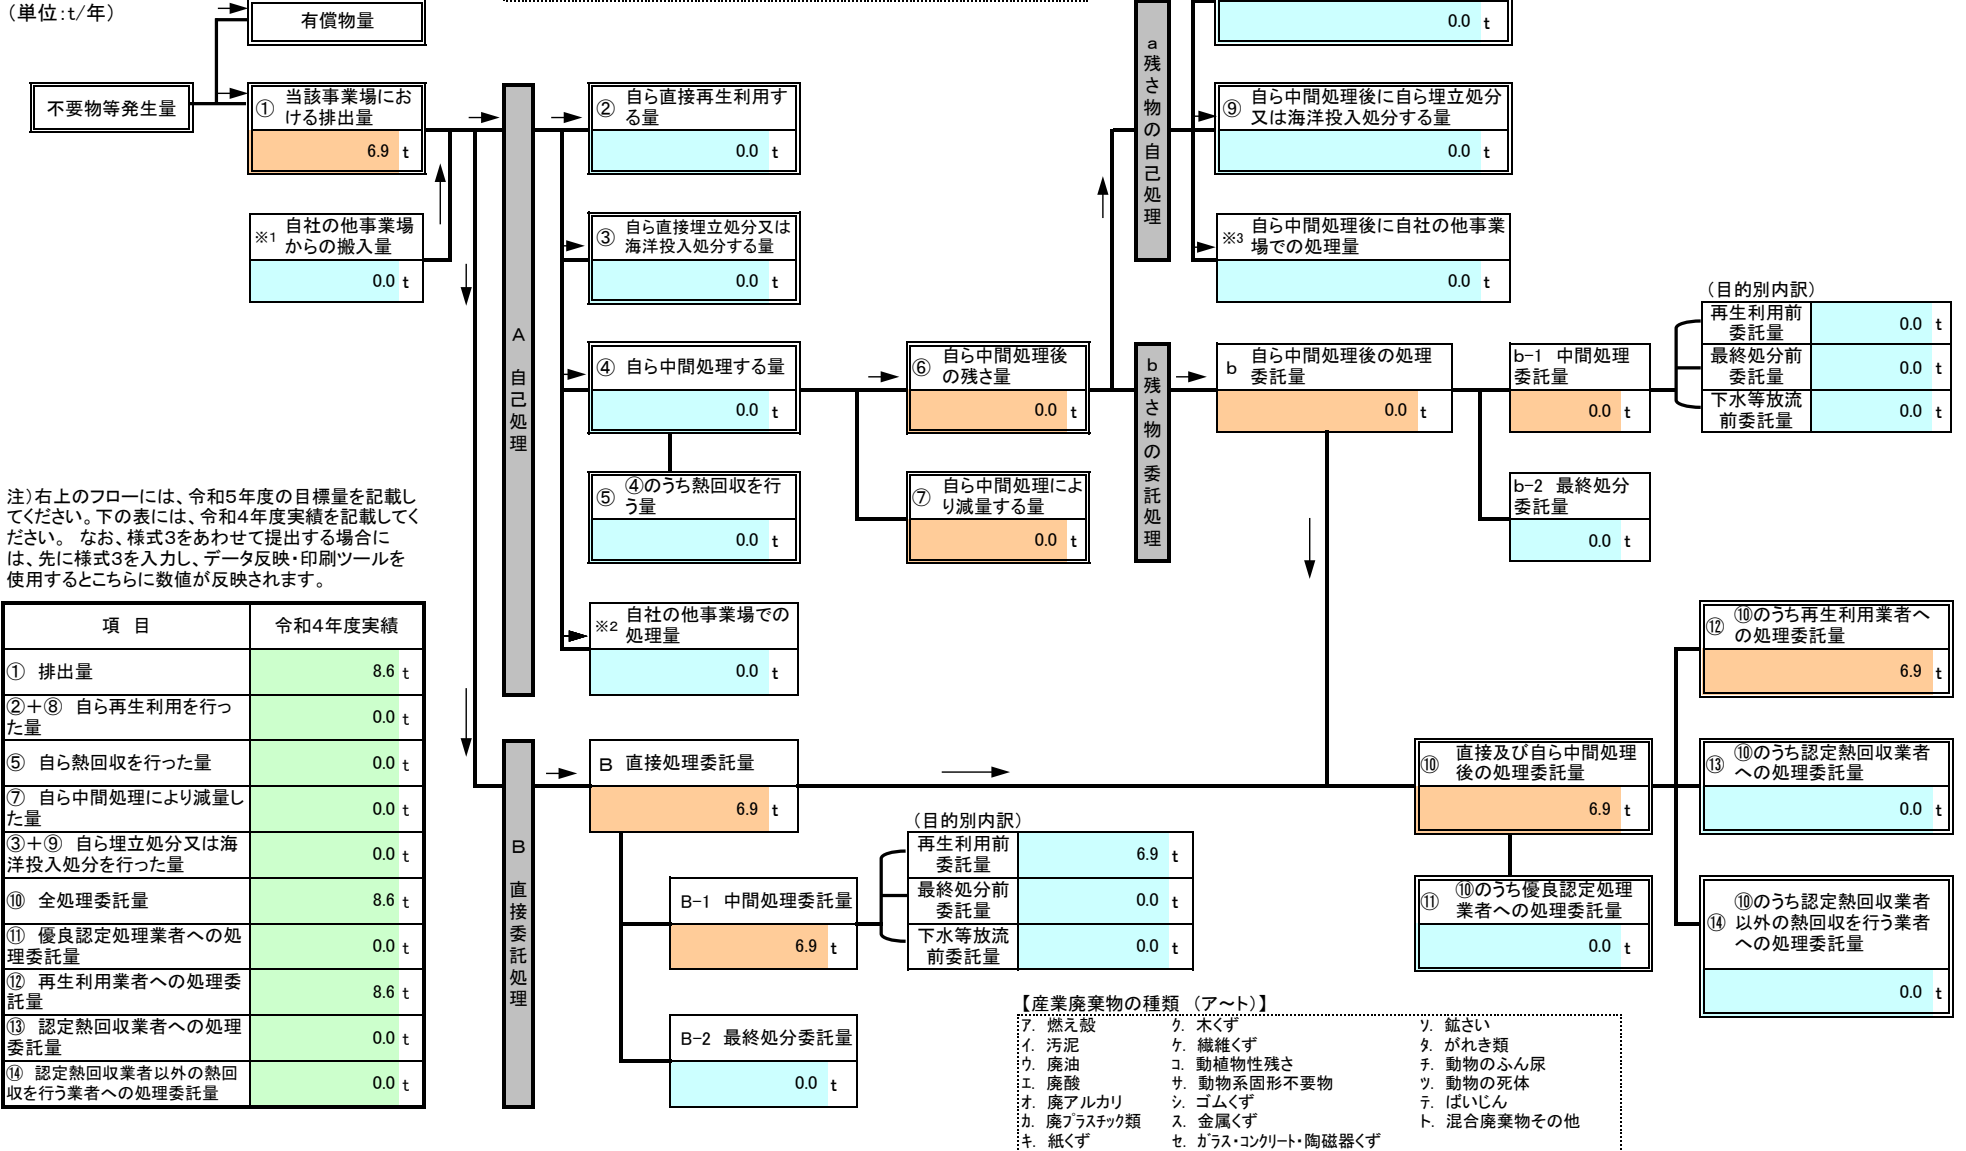 （単位:t/年）
有償物量
不要物等発生量
① 当該事業場にお
ける排出量
6.9 t
※1 自社の他事業場
からの搬入量
0.0 t
A 自己処理
② 自ら直接再生利用す
る量
0.0 t
③ 自ら直接埋立処分又は
海洋投入処分する量
0.0 t
④ 自ら中間処理する量
0.0 t
⑤ ④のうち熱回収を行
う量
0.0 t
※2 自社の他事業場での
処理量
0.0 t
⑥ 自ら中間処理後
の残さ量
0.0 t
⑦ 自ら中間処理によ
り減量する量
0.0 t
a残さ物の自己処理
0.0 t
⑨ 自ら中間処理後に自ら埋立処分
又は海洋投入処分する量
0.0 t
※3 自ら中間処理後に自社の他事業
場での処理量
0.0 t
b残さ物の委託処理
b 自ら中間処理後の処理
委託量
0.0 t
b-1 中間処理
委託量
0.0 t
（目的別内訳）
再生利用前
委託量
0.0 t
最終処分前
委託量
0.0 t
下水等放流
前委託量
0.0 t
b-2 最終処分
委託量
0.0 t
注）右上のフローには、令和5年度の目標量を記載し
てください。下の表には、令和4年度実績を記載してく
ださい。 なお、様式3をあわせて提出する場合に
は、先に様式3を入力し、データ反映・印刷ツールを
使用するとこちらに数値が反映されます。
項 目 令和4年度実績
① 排出量 8.6 t
②＋⑧ 自ら再生利用を行っ
た量
0.0 t
⑤ 自ら熱回収を行った量 0.0 t
⑦ 自ら中間処理により減量し
た量
0.0 t
③＋⑨ 自ら埋立処分又は海
洋投入処分を行った量
0.0 t
⑩ 全処理委託量 8.6 t
⑪ 優良認定処理業者への処
理委託量
0.0 t
⑫ 再生利用業者への処理委
託量
8.6 t
⑬ 認定熱回収業者への処理
委託量
0.0 t
⑭ 認定熱回収業者以外の熱回
収を行う業者への処理委託量
0.0 t
B 直接委託処理
B 直接処理委託量
6.9 t
B-1 中間処理委託量
6.9 t
（目的別内訳）
再生利用前
委託量
6.9 t
最終処分前
委託量
0.0 t
下水等放流
前委託量
0.0 t
B-2 最終処分委託量
0.0 t
⑩ 直接及び自ら中間処理
後の処理委託量
6.9 t
⑪ ⑩のうち優良認定処理
業者への処理委託量
0.0 t
⑫ ⑩のうち再生利用業者へ
の処理委託量
6.9 t
⑬ ⑩のうち認定熱回収業者
への処理委託量
0.0 t
⑭ ⑩のうち認定熱回収業者
以外の熱回収を行う業者
への処理委託量
0.0 t
【産業廃棄物の種類 （ア～ト）】
ア. 燃え殻 ク. 木くず ソ. 鉱さい
イ. 汚泥 ケ. 繊維くず タ. がれき類
ウ. 廃油 コ. 動植物性残さ チ. 動物のふん尿
エ. 廃酸 サ. 動物系固形不要物 ツ. 動物の死体
オ. 廃アルカリ シ. ゴムくず テ. ばいじん
カ. 廃プラスチック類 ス. 金属くず ト. 混合廃棄物その他
キ. 紙くず セ. ガラス・コンクリート・陶磁器くず